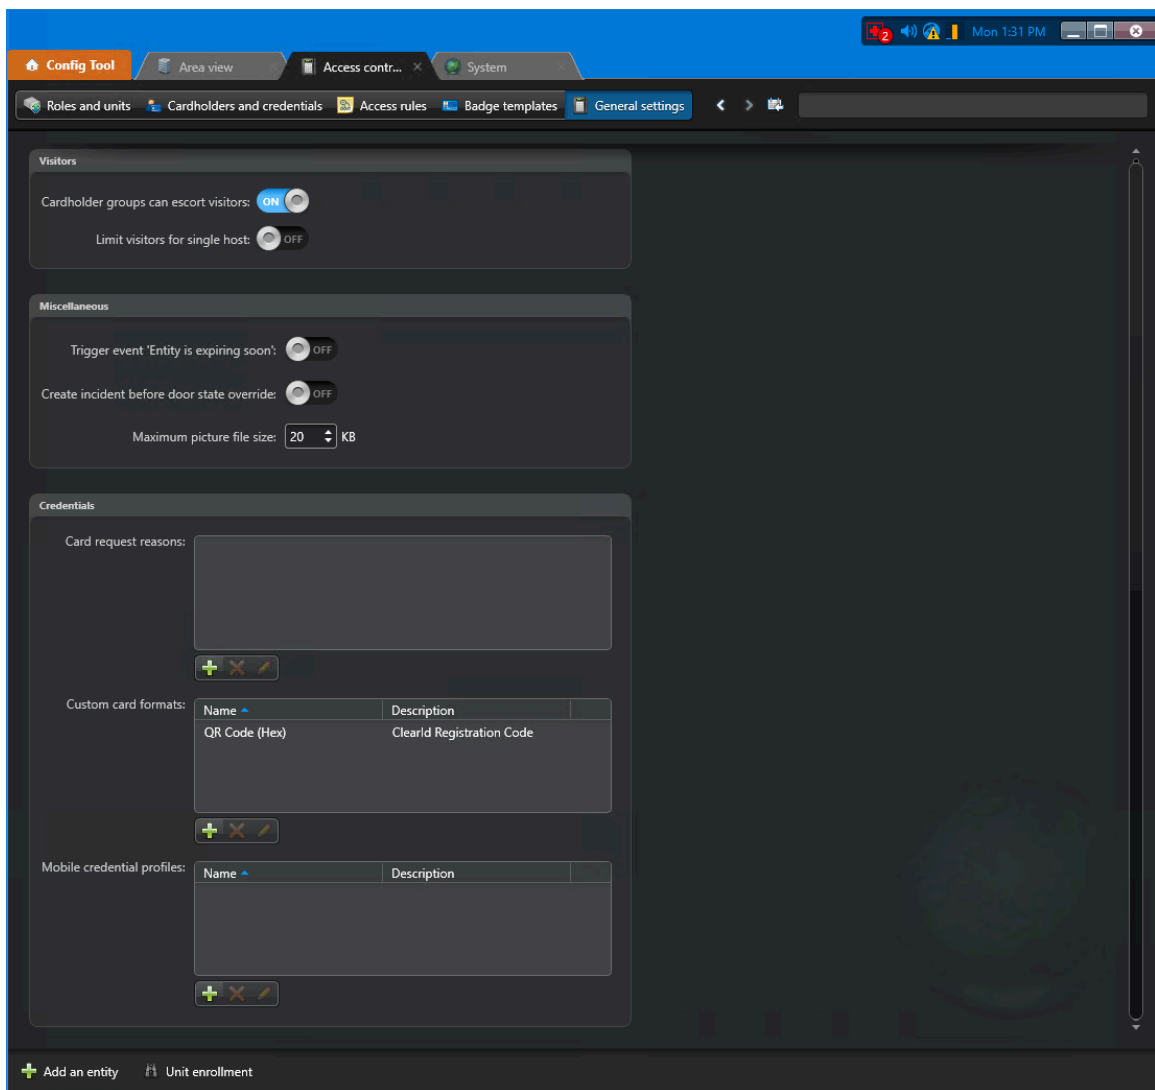 2 Mon 1:31 PM
Config Tool Area view Access contr... System
Roles and units Cardholders and credentials Access rules Badge templates General settings
Visitors
Cardholder groups can escort visitors: ON
Limit visitors for single host: OFF
Miscellaneous
Trigger event 'Entity is expiring soon': OFF
Create incident before door state override: OFF
Maximum picture file size: 20 KB
Credentials
Card request reasons:
Custom card formats: Name Description
QR Code (Hex) ClearId Registration Code
Mobile credential profiles: Name Description
Add an entity Unit enrollment